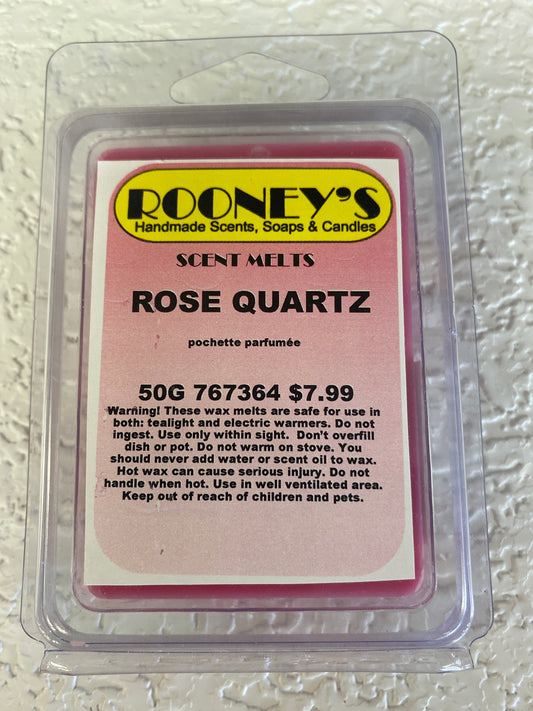 ROONEY'S
Handmade Scents, Soaps & Candles
SCENT MELTS
ROSE QUARTZ
pochette parfumée
50G 767364 $7.99
Warning! These wax melts are safe for use in
both: tealight and electric warmers. Do not
ingest. Use only within sight. Don't overfill
dish or pot. Do not warm on stove. You
should never add water or scent oil to wax.
Hot wax can cause serious injury. Do not
handle when hot. Use in well ventilated area.
Keep out of reach of children and pets.